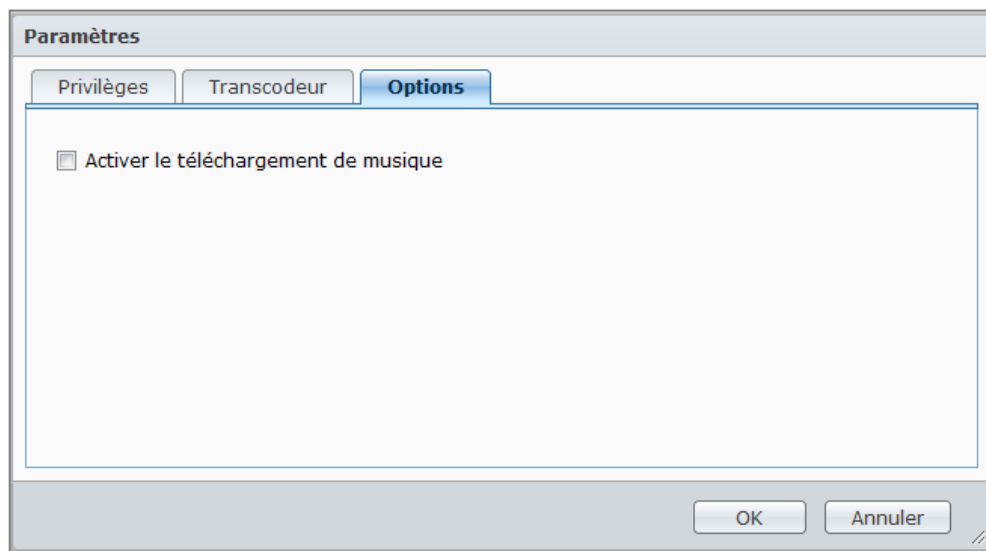 Paramètres
Privilèges Transcodeur Options
Activer le téléchargement de musique
OK Annuler